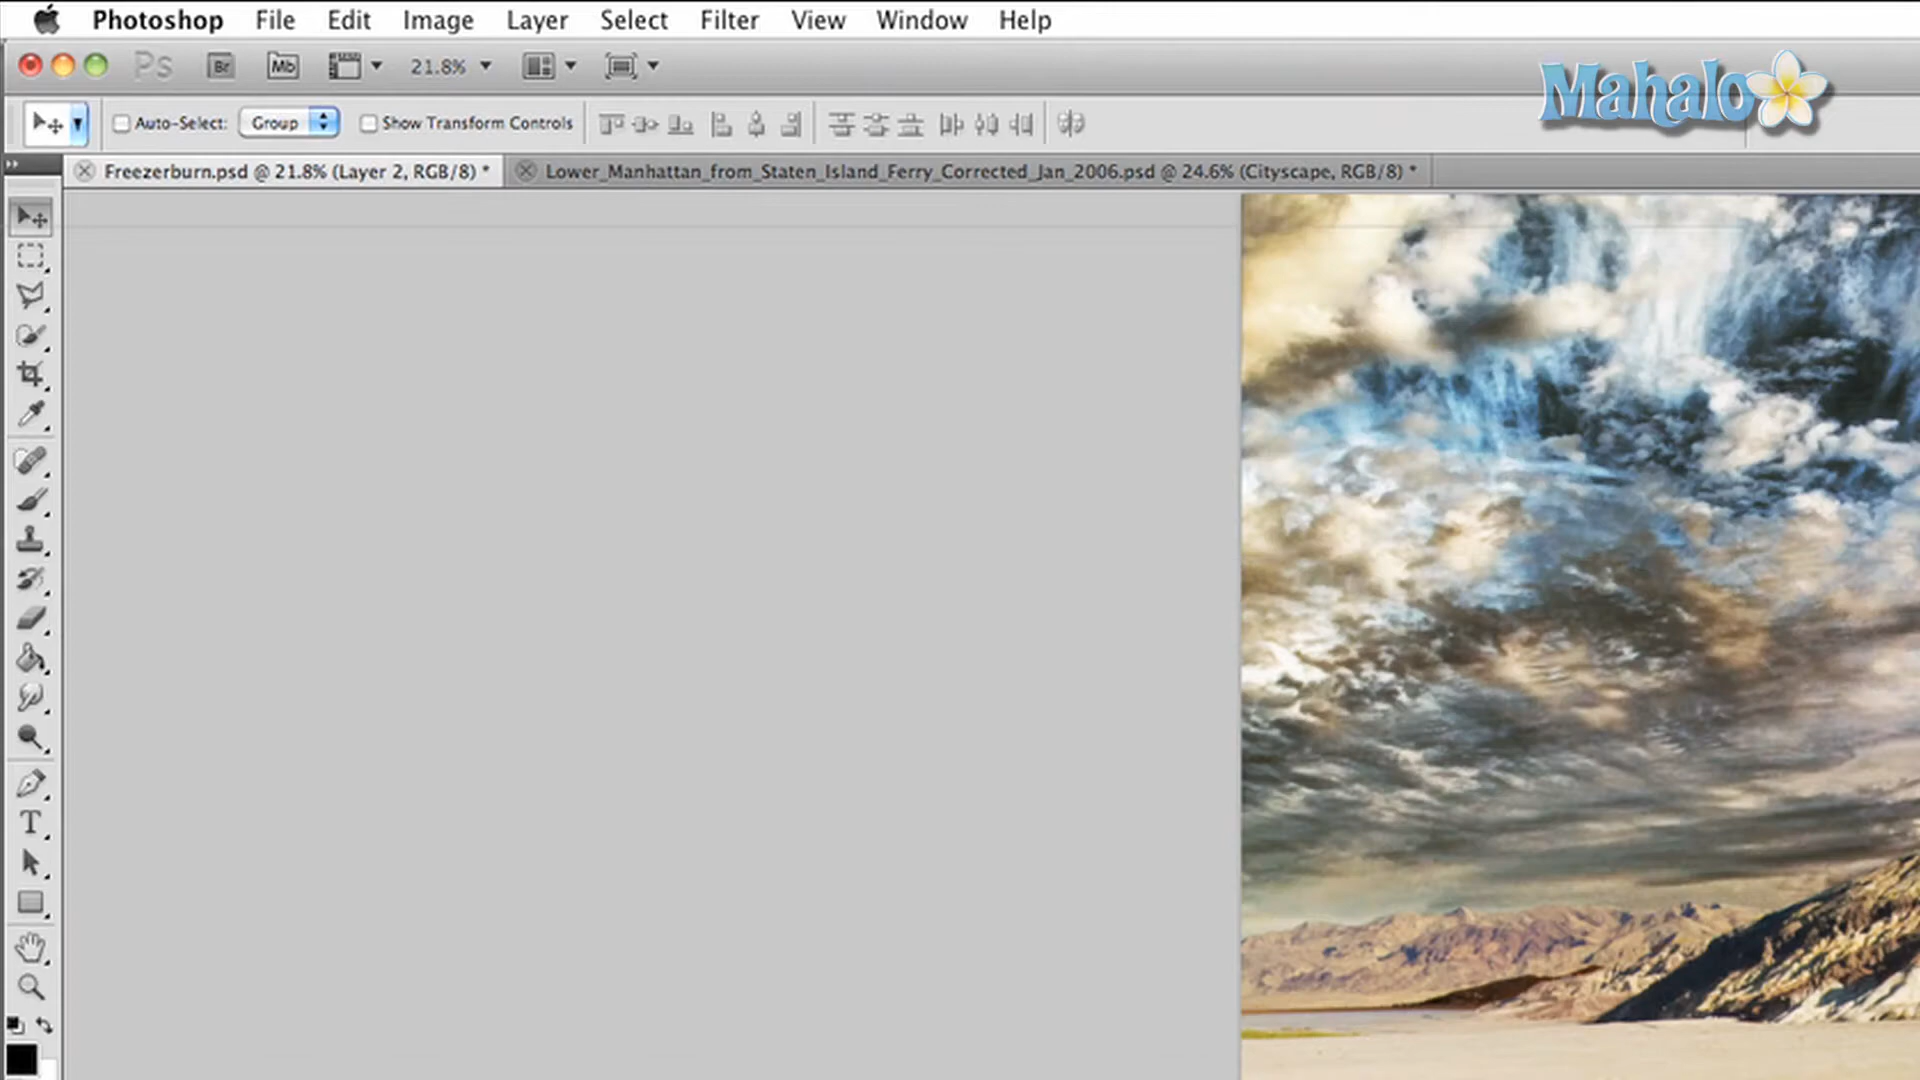 Photoshop File Edit Image Layer Select Filter View Window Help
Ps Br Mb 21.8%
Mahalo
Auto-Select: Group Show Transform Controls
Freezerburn.psd @ 21.8% (Layer 2, RGB/8) * Lower_Manhattan_from_Staten_Island_Ferry_Corrected_Jan_2006.psd @ 24.6% (Cityscape, RGB/8) *
T